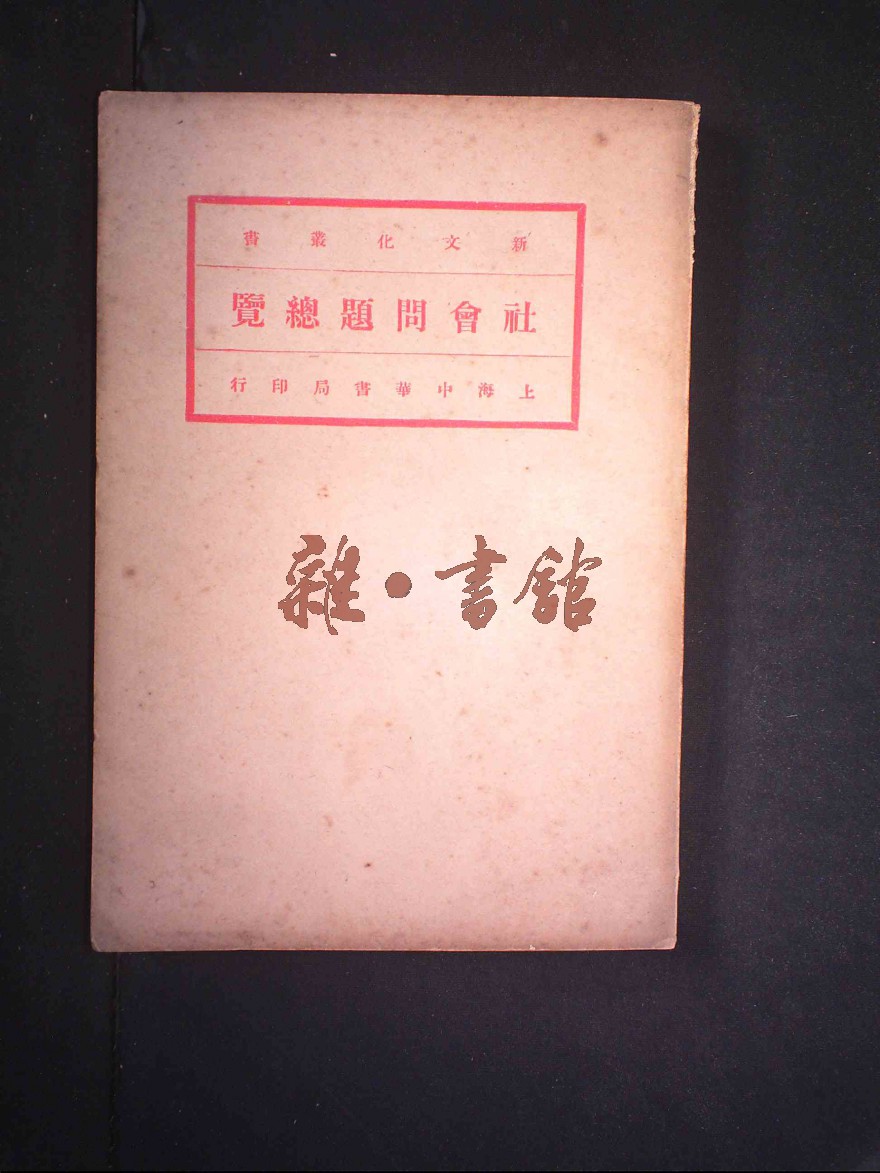 新文化叢書
社會問題總覽
上海中華書局印行
雜·書館